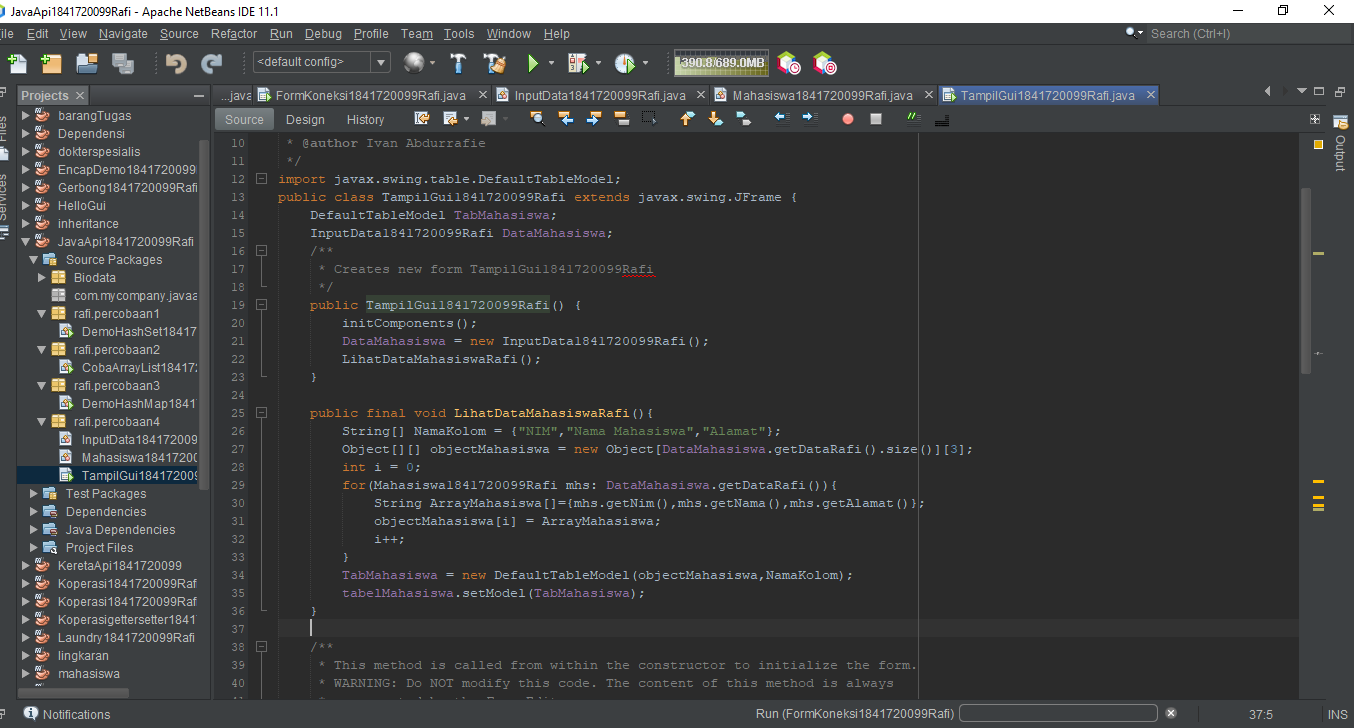 JavaApi1841720099Rafi - Apache NetBeans IDE 11.1
ile Edit View Navigate Source Refactor Run Debug Profile Team Tools Window Help
Search (Ctrl+I)
<default config>
390.8/689.0MB
Projects
...java
FormKoneksi1841720099Rafi.java
InputData1841720099Rafi.java
Mahasiswa1841720099Rafi.java
TampilGui1841720099Rafi.java
Files
Services
barangTugas
Dependensi
dokterspesialis
EncapDemo1841720099
Gerbong1841720099Rafi
HelloGui
inheritance
JavaApi1841720099Rafi
Source Packages
Biodata
com.mycompany.javaa
rafi.percobaan1
DemoHashSet18417
rafi.percobaan2
CobaArrayList184172
rafi.percobaan3
DemoHashMap1841
rafi.percobaan4
InputData184172009
Mahasiswa1841720
TampilGui184172009
Test Packages
Dependencies
Java Dependencies
Project Files
KeretaApi1841720099
Koperasi1841720099Raf
Koperasi1841720099Raf
Koperasigettersetter1841
Laundry1841720099Rafi
lingkaran
mahasiswa
Source Design History
Output
10 * @author Ivan Abdurrafie
11 */
12 import javax.swing.table.DefaultTableModel;
13 public class TampilGui1841720099Rafi extends javax.swing.JFrame {
14 DefaultTableModel TabMahasiswa;
15 InputData1841720099Rafi DataMahasiswa;
16 /**
17 * Creates new form TampilGui1841720099Rafi
18 */
19 public TampilGui1841720099Rafi() {
20 initComponents();
21 DataMahasiswa = new InputData1841720099Rafi();
22 LihatDataMahasiswaRafi();
23 }
24
25 public final void LihatDataMahasiswaRafi(){
26 String[] NamaKolom = {"NIM","Nama Mahasiswa","Alamat"};
27 Object[][] objectMahasiswa = new Object[DataMahasiswa.getDataRafi().size()][3];
28 int i = 0;
29 for(Mahasiswa1841720099Rafi mhs: DataMahasiswa.getDataRafi()){
30 String ArrayMahasiswa[]={mhs.getNim(),mhs.getNama(),mhs.getAlamat()};
31 objectMahasiswa[i] = ArrayMahasiswa;
32 i++;
33 }
34 TabMahasiswa = new DefaultTableModel(objectMahasiswa,NamaKolom);
35 tabelMahasiswa.setModel(TabMahasiswa);
36 }
37
38 /**
39 * This method is called from within the constructor to initialize the form.
40 * WARNING: Do NOT modify this code. The content of this method is always
Notifications
Run (FormKoneksi1841720099Rafi)
37:5
INS